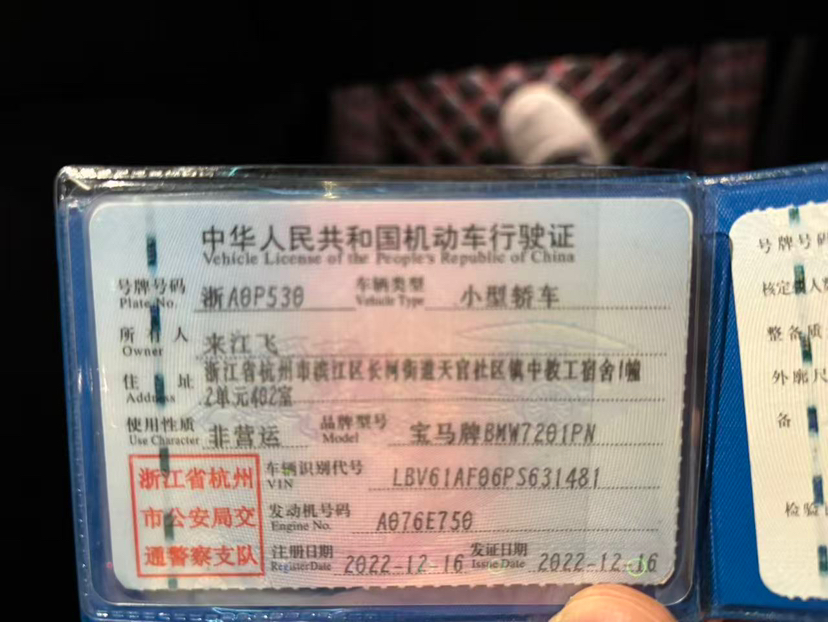 中华人民共和国机动车行驶证
Vehicle License of the People's Republic of China
号牌号码 浙A0P530 车辆类型 小型轿车
Plate No. Vehicle Type
所有人 来江飞
Owner
住址 浙江省杭州市滨江区长河街道天官社区镇中教工宿舍1幢
Address 2单元402室
使用性质 非营运 品牌型号 宝马牌BMW7201PN
Use Character Model
浙江省杭州
市公安局交
通警察支队
车辆识别代号 LBV61AF06PS631481
VIN
发动机号码 A076E750
Engine No.
注册日期 2022-12-16 发证日期 2022-12-16
Register Date Issue Date
号牌号码
核定载人数
整备质
外廓尺
备
检验